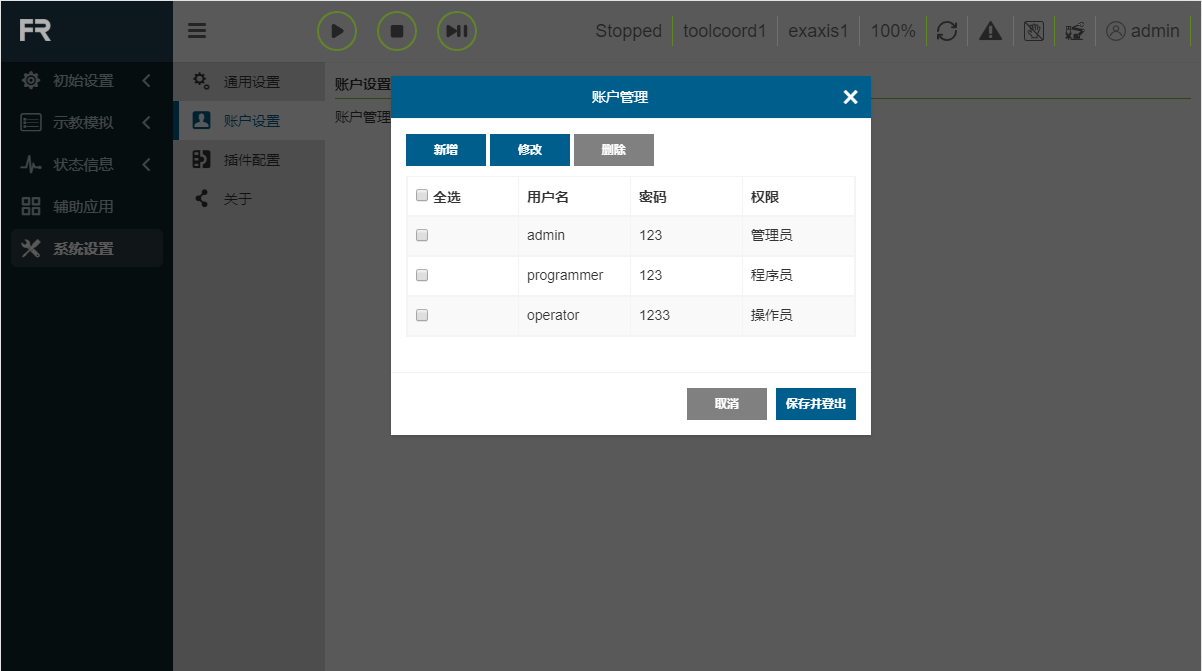 FR
Stopped toolcoord1 exaxis1 100% admin
初始设置
示教模拟
状态信息
辅助应用
系统设置
通用设置
账户设置
插件配置
关于
账户设置
账户管理
账户管理
新增 修改 删除
全选 用户名 密码 权限
admin 123 管理员
programmer 123 程序员
operator 1233 操作员
取消 保存并登出